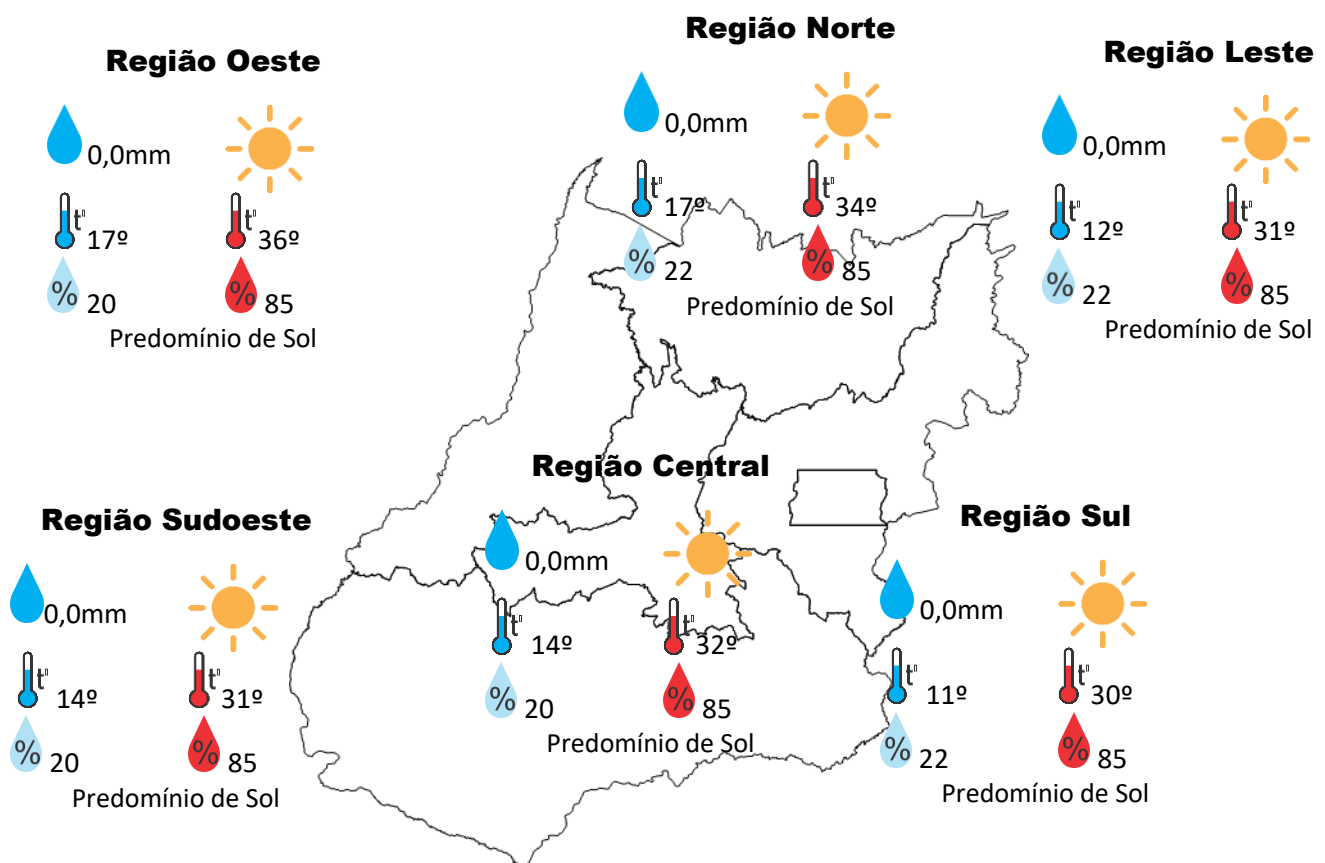 Região Oeste
0,0mm
t° 17º
t° 36º
% 20
% 85
Predomínio de Sol
Região Norte
0,0mm
t° 17º
t° 34º
% 22
% 85
Predomínio de Sol
Região Leste
0,0mm
t° 12º
t° 31º
% 22
% 85
Predomínio de Sol
Região Sudoeste
0,0mm
t° 14º
t° 31º
% 20
% 85
Predomínio de Sol
Região Central
0,0mm
t° 14º
t° 32º
% 20
% 85
Predomínio de Sol
Região Sul
0,0mm
t° 11º
t° 30º
% 22
% 85
Predomínio de Sol